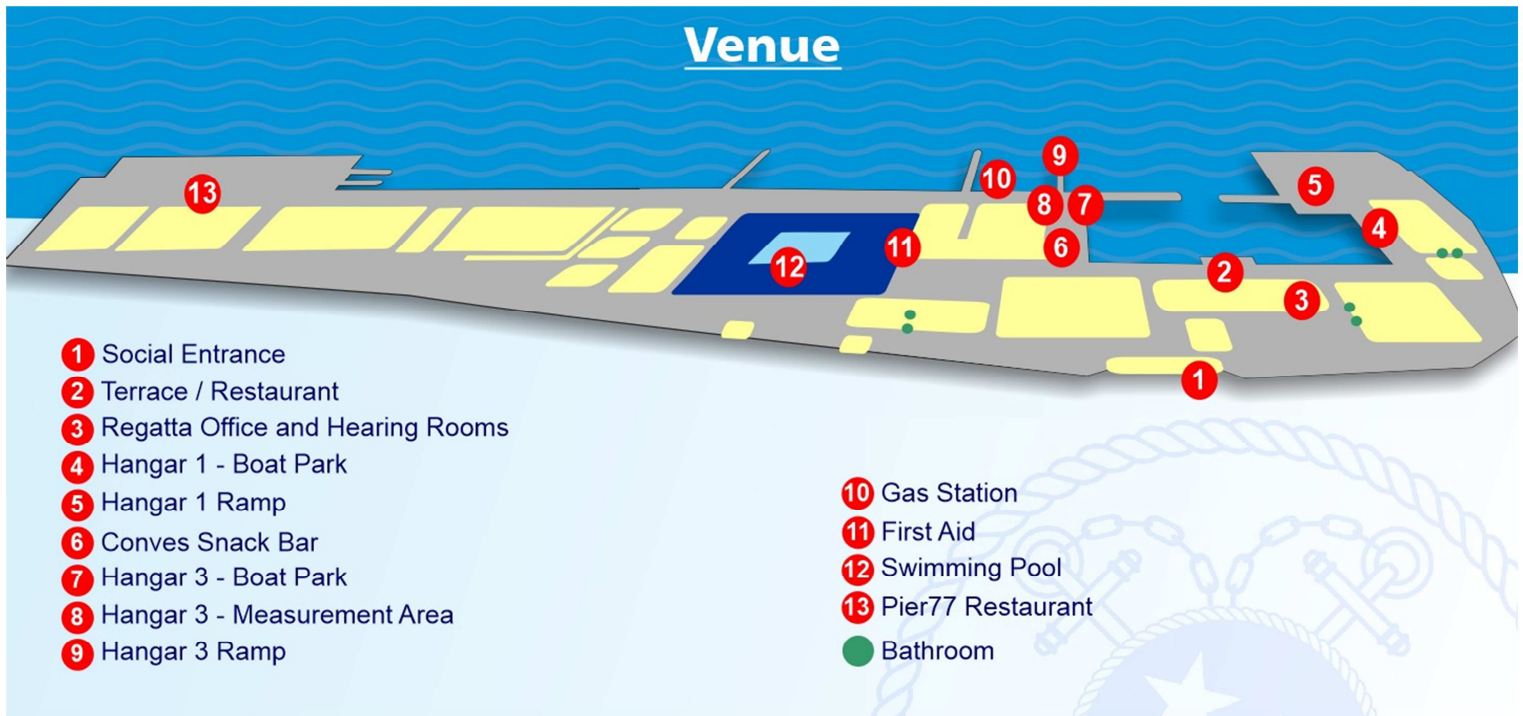 Venue
9
13
10
5
8
7
4
11
6
12
2
3
1
1 Social Entrance
2 Terrace / Restaurant
3 Regatta Office and Hearing Rooms
4 Hangar 1 - Boat Park
5 Hangar 1 Ramp
6 Conves Snack Bar
7 Hangar 3 - Boat Park
8 Hangar 3 - Measurement Area
9 Hangar 3 Ramp
10 Gas Station
11 First Aid
12 Swimming Pool
13 Pier77 Restaurant
Bathroom